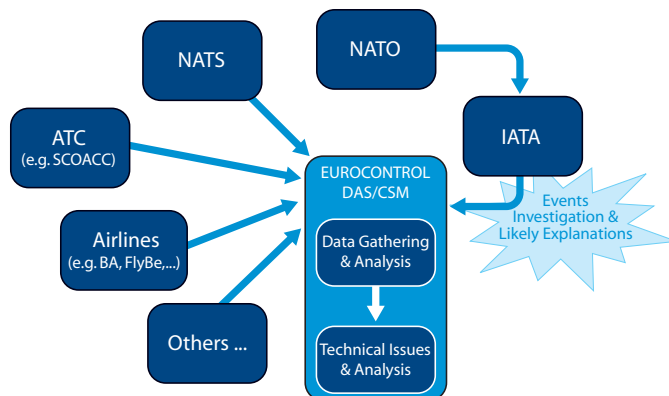 NATS
NATO
ATC
(e.g. SCOACC)
IATA
EUROCONTROL
DAS/CSM
Events
Investigation &
Likely Explanations
Airlines
(e.g. BA, FlyBe,...)
Data Gathering
& Analysis
Others ...
Technical Issues
& Analysis